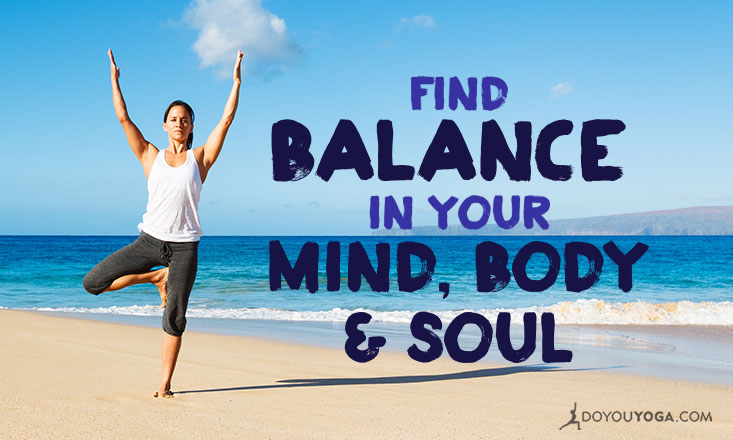 FIND
BALANCE
IN YOUR
MIND, BODY
& SOUL
DOYOUYOGA.COM